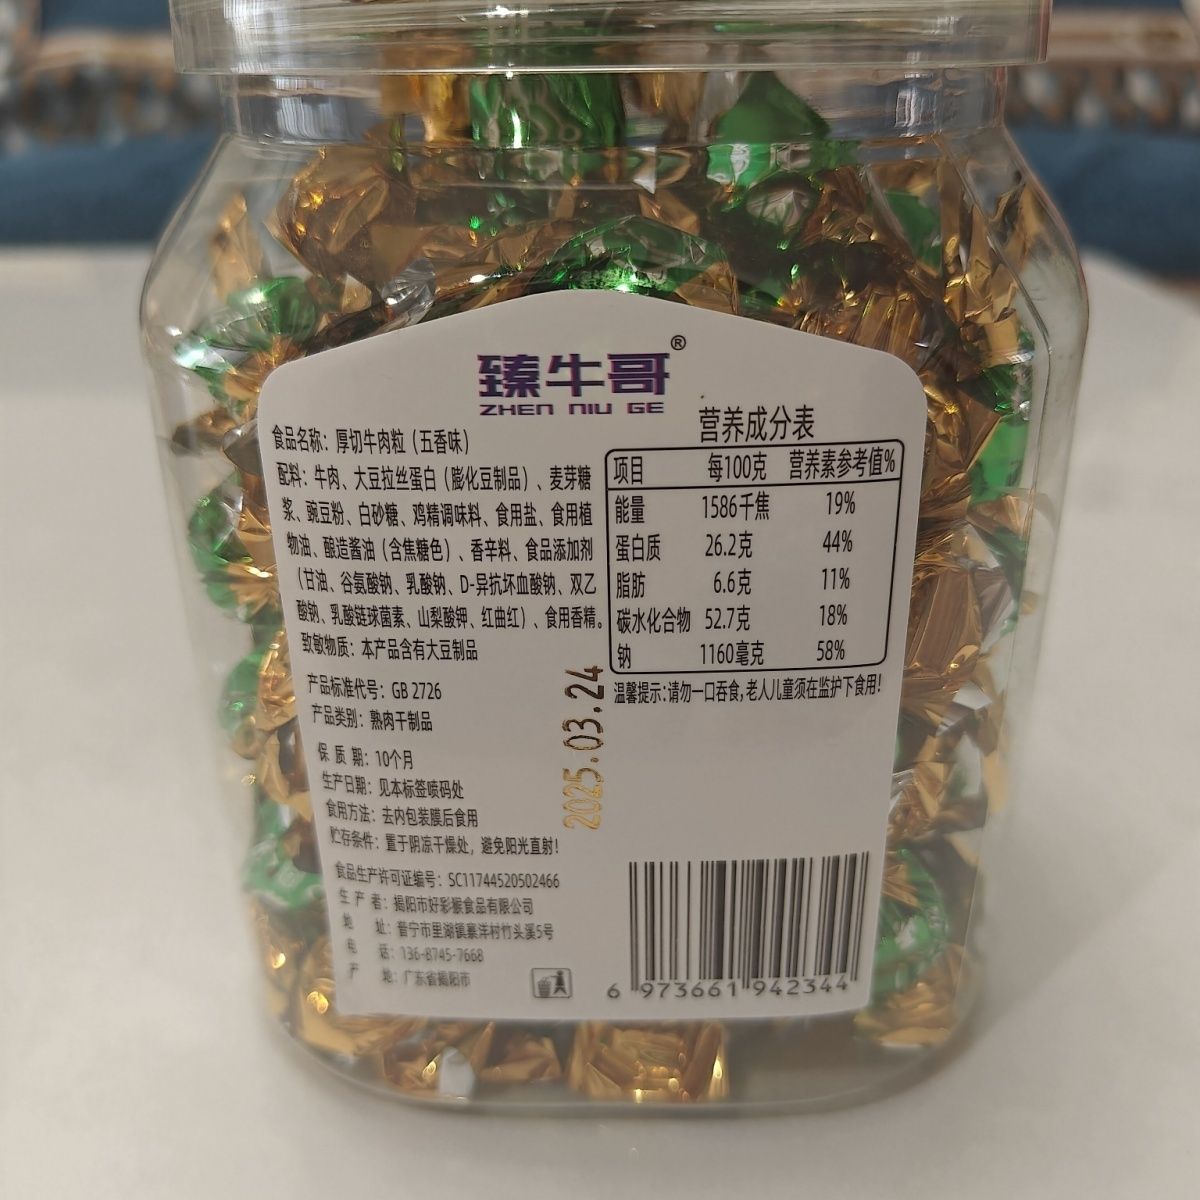 臻牛哥®
ZHEN NIU GE
食品名称：厚切牛肉粒（五香味）
配料：牛肉、大豆拉丝蛋白（膨化豆制品）、麦芽糖
浆、豌豆粉、白砂糖、鸡精调味料、食用盐、食用植
物油、酿造酱油（含焦糖色）、香辛料、食品添加剂
（甘油、谷氨酸钠、乳酸钠、D-异抗坏血酸钠、双乙
酸钠、乳酸链球菌素、山梨酸钾、红曲红）、食用香精。
致敏物质：本产品含有大豆制品
产品标准代号：GB 2726
产品类别：熟肉干制品
保 质 期：10个月
生产日期：见本标签喷码处
食用方法：去内包装膜后食用
贮存条件：置于阴凉干燥处，避免阳光直射！
食品生产许可证编号：SC11744520502466
生 产 者：揭阳市好彩猴食品有限公司
地 址：普宁市里湖镇寨洋村竹头溪5号
电 话：136-8745-7668
产 地：广东省揭阳市
2025.03.24
营养成分表
项目 每100克 营养素参考值%
能量 1586千焦 19%
蛋白质 26.2克 44%
脂肪 6.6克 11%
碳水化合物 52.7克 18%
钠 1160毫克 58%
温馨提示：请勿一口吞食，老人儿童须在监护下食用！
6 973661 942344